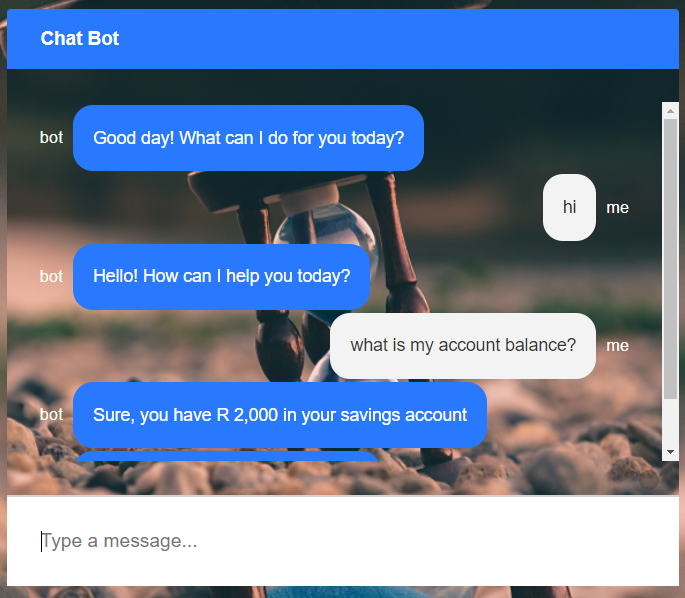 Chat Bot
bot Good day! What can I do for you today?
hi me
bot Hello! How can I help you today?
what is my account balance? me
bot Sure, you have R 2,000 in your savings account
Type a message...